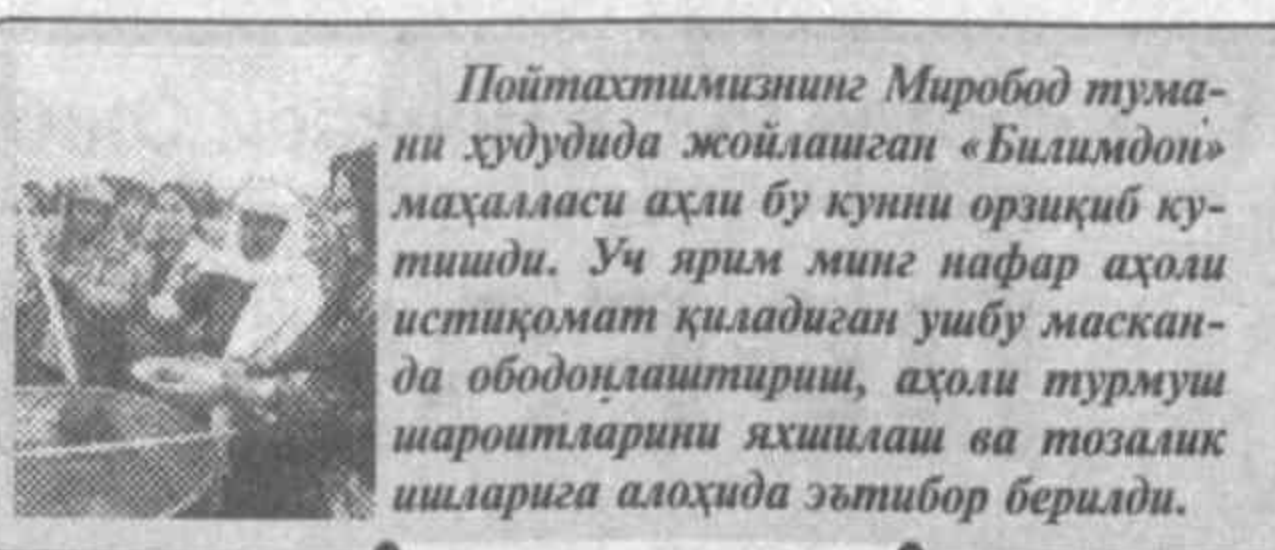 Пойтахтимизнинг Миробод тума-
ни ҳудудида жойлашган «Билимдон»
маҳалласи аҳли бу кунни орзиқиб ку-
тишди. Уч ярим минг нафар аҳоли
истиқомат қиладиган ушбу маскан-
да ободонлаштириш, аҳоли турмуш
шароитларини яхшилаш ва тозалик
ишларига алоҳида эътибор берилди.